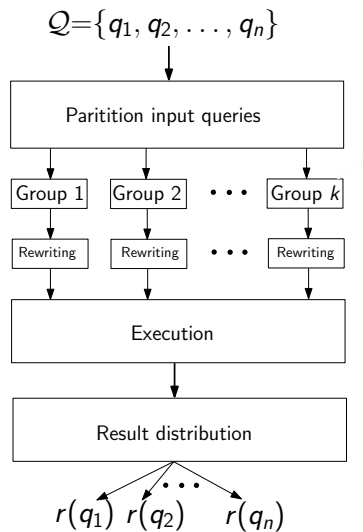 Q={q1, q2, . . . , qn}
Paritition input queries
Group 1 Group 2 • • • Group k
Rewriting Rewriting • • • Rewriting
Execution
Result distribution
• • •
r(q1) r(q2) r(qn)